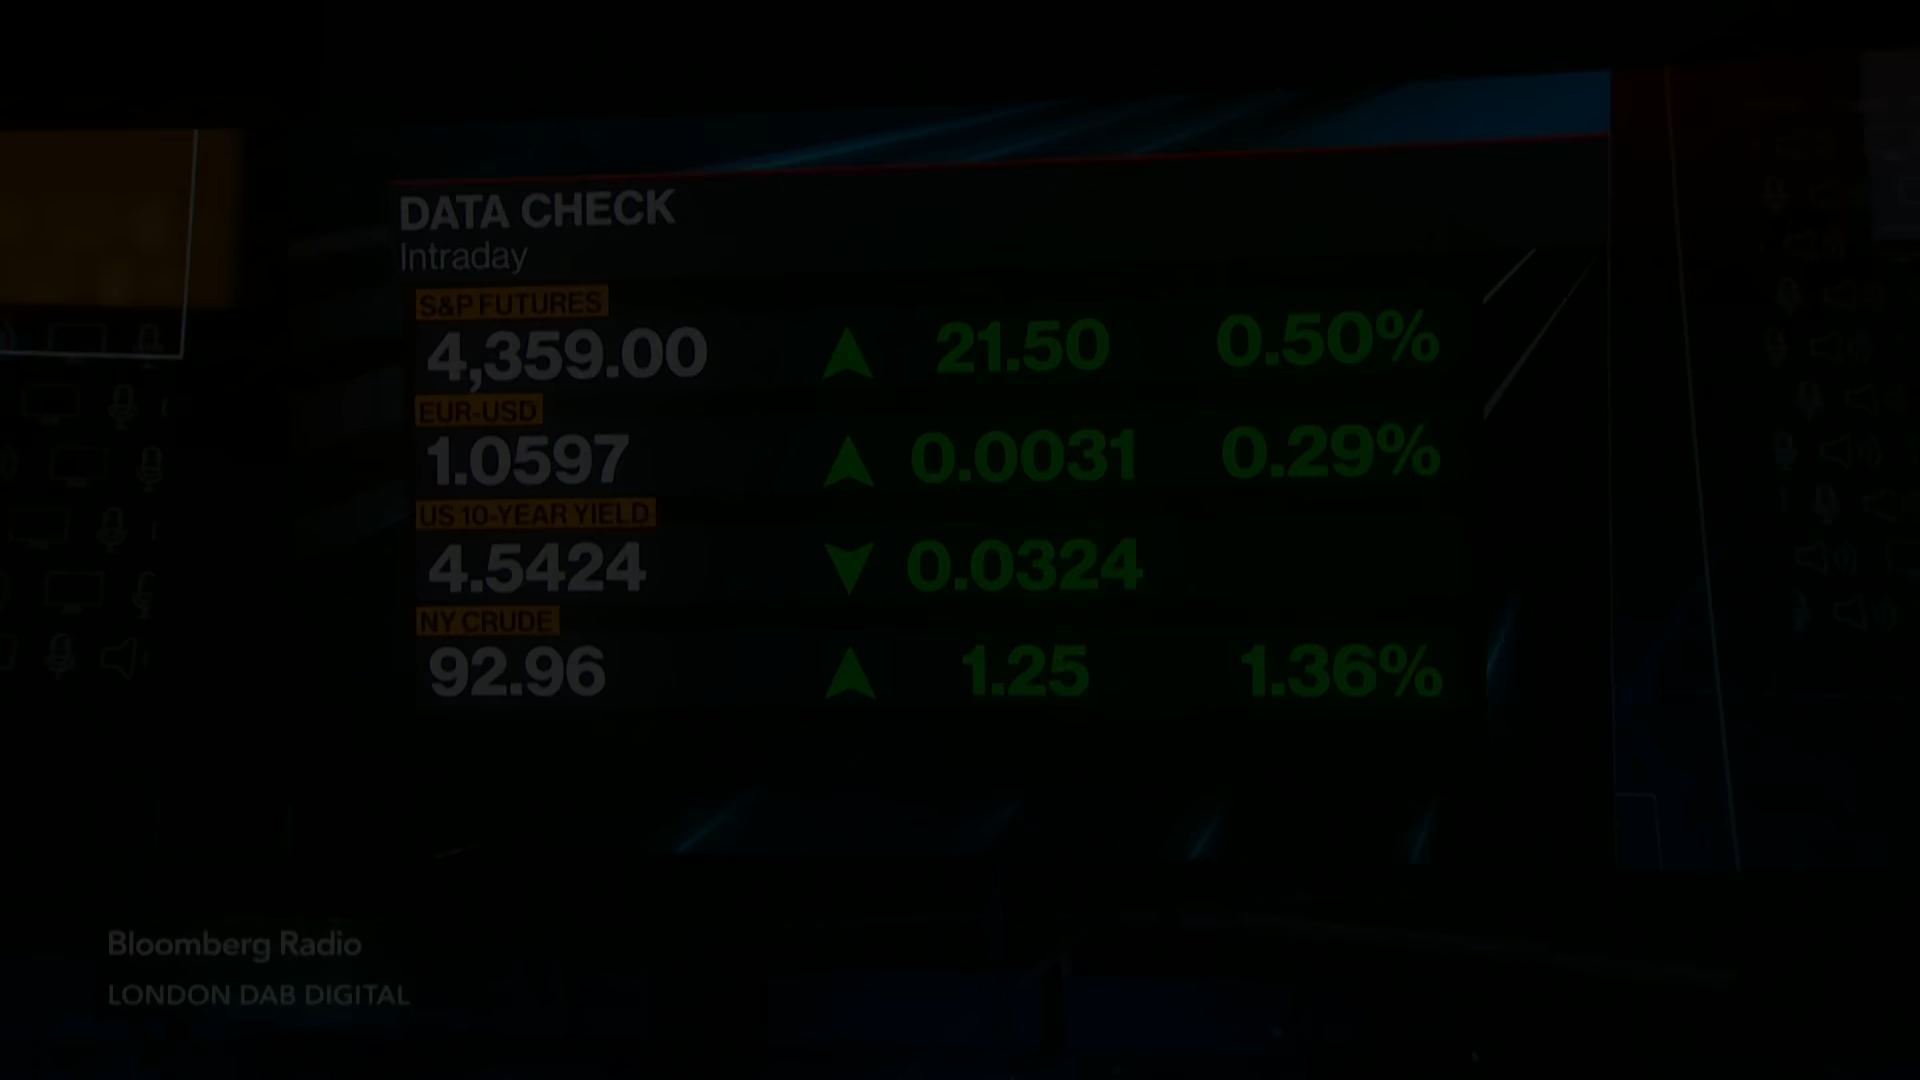 DATA CHECK
Intraday
S&P FUTURES
4,359.00 ▲ 21.50 0.50%
EUR-USD
1.0597 ▲ 0.0031 0.29%
US 10-YEAR YIELD
4.5424 ▼ 0.0324
NY CRUDE
92.96 ▲ 1.25 1.36%
Bloomberg Radio
LONDON DAB DIGITAL